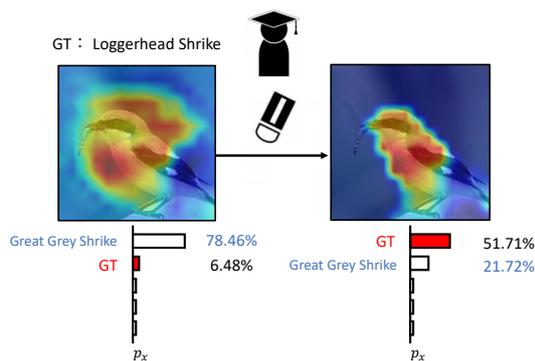 GT： Loggerhead Shrike
Great Grey Shrike 78.46%
GT 6.48%
p_x
GT 51.71%
Great Grey Shrike 21.72%
p_x